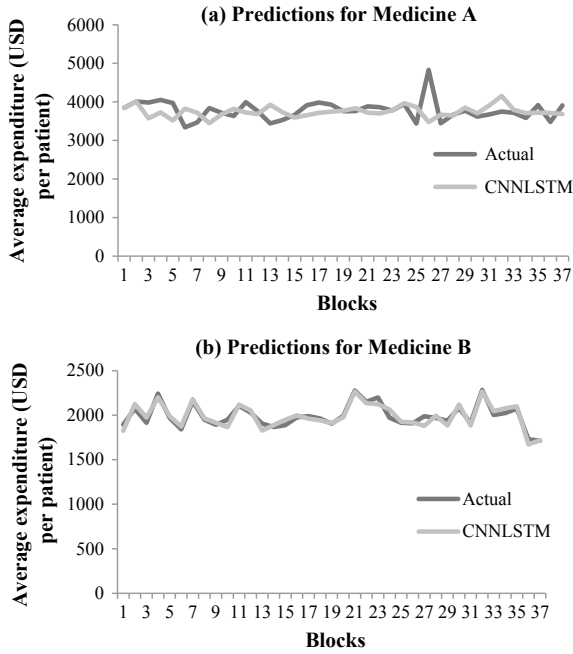 (a) Predictions for Medicine A
Average expenditure (USD
per patient)
6000
5000
4000
3000
2000
1000
0
Actual
CNNLSTM
1 3 5 7 9 11 13 15 17 19 21 23 25 27 29 31 33 35 37
Blocks
(b) Predictions for Medicine B
Average expenditure (USD
per patient)
2500
2000
1500
1000
500
0
Actual
CNNLSTM
1 3 5 7 9 11 13 15 17 19 21 23 25 27 29 31 33 35 37
Blocks